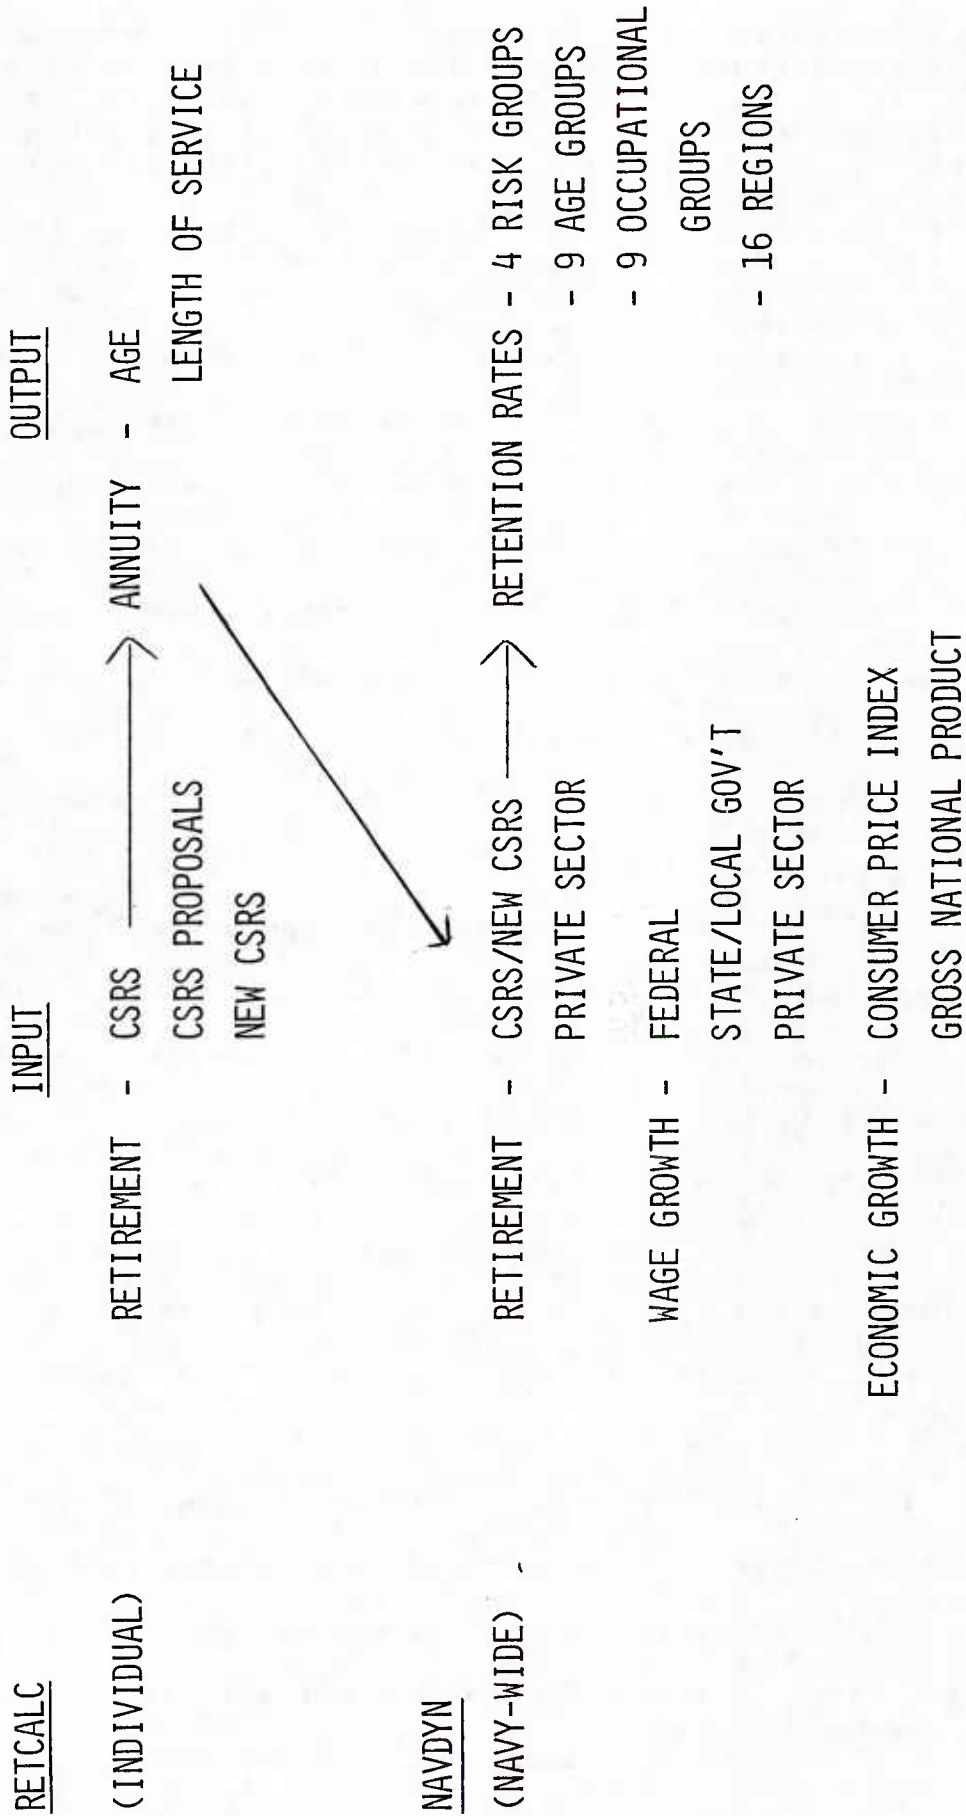 RETCALC INPUT OUTPUT
(INDIVIDUAL) RETIREMENT - CSRS ANNUITY - AGE
CSRS PROPOSALS LENGTH OF SERVICE
NEW CSRS
NAVDYN
(NAVY-WIDE) RETIREMENT - CSRS/NEW CSRS RETENTION RATES - 4 RISK GROUPS
PRIVATE SECTOR - 9 AGE GROUPS
- 9 OCCUPATIONAL
WAGE GROWTH - FEDERAL
GROUPS
STATE/LOCAL GOV'T
- 16 REGIONS
PRIVATE SECTOR
ECONOMIC GROWTH - CONSUMER PRICE INDEX
GROSS NATIONAL PRODUCT